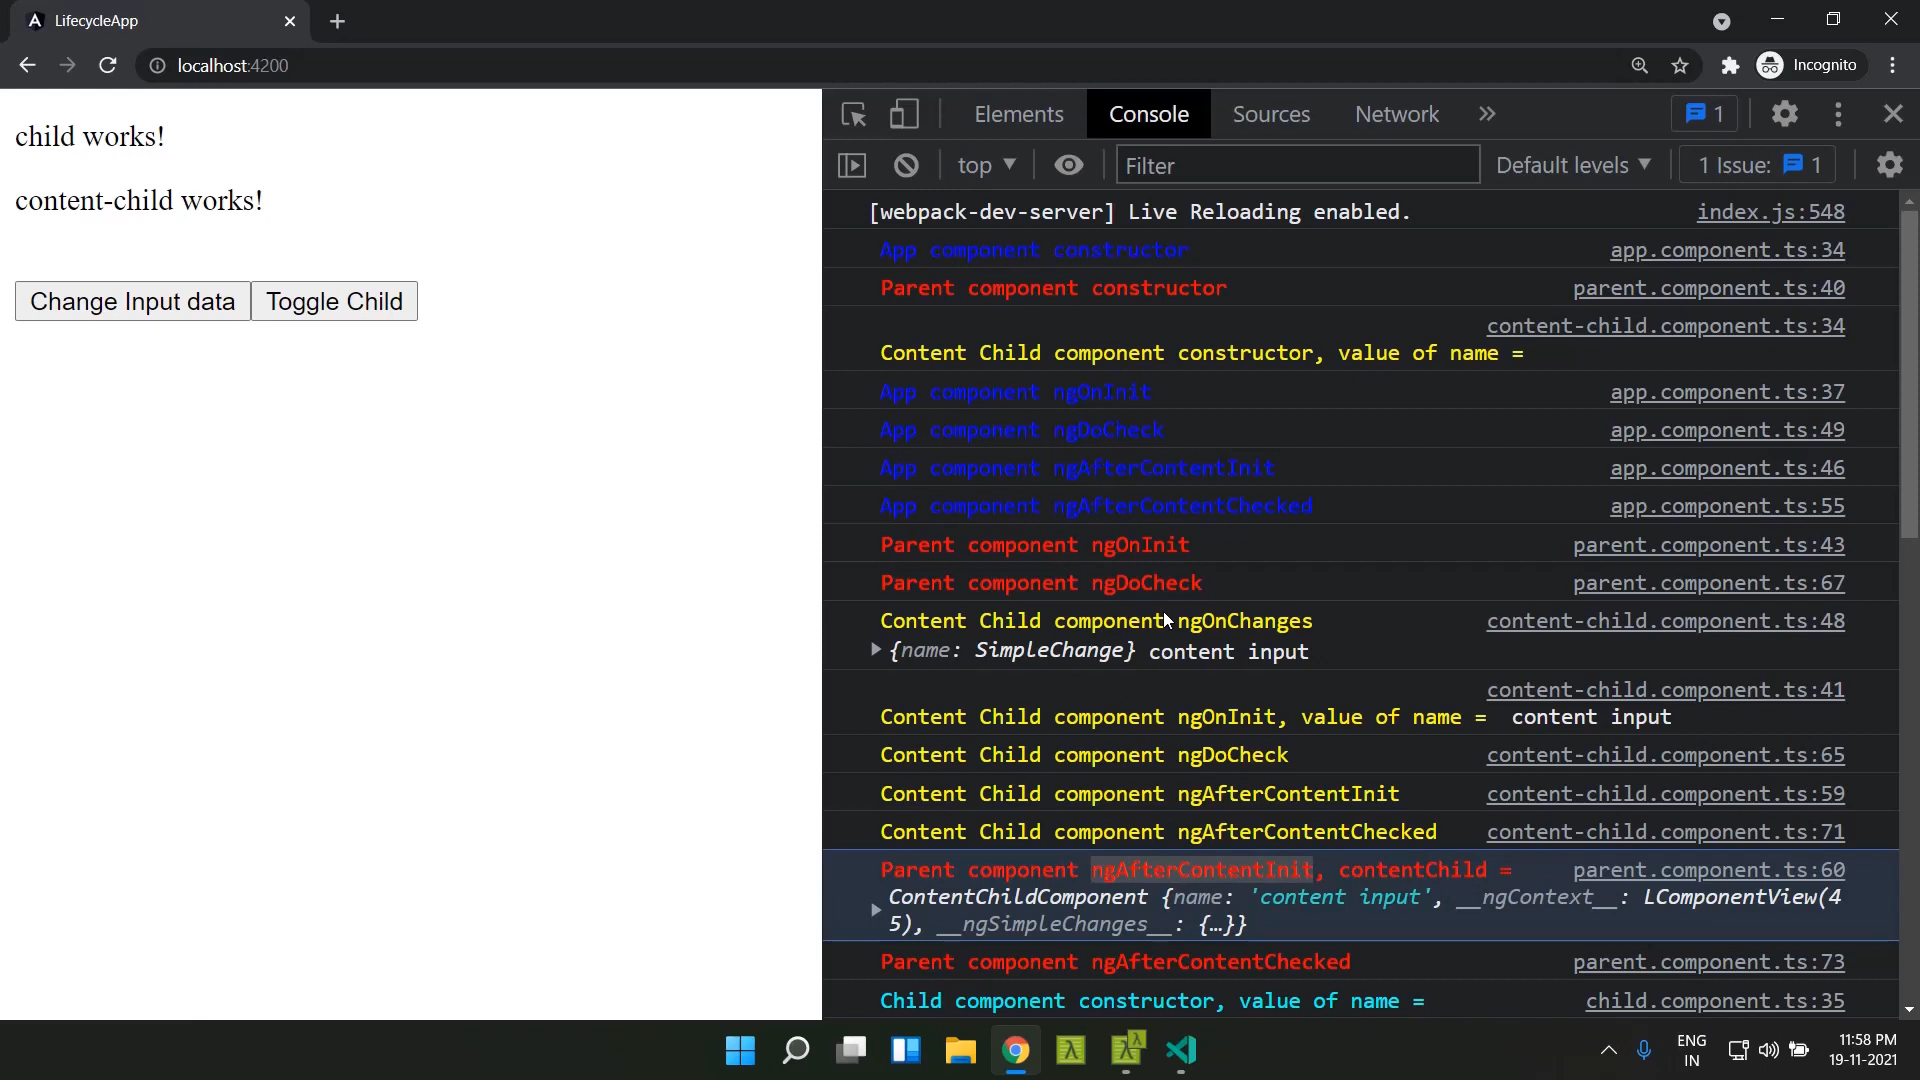 LifecycleApp
localhost:4200
Incognito
child works!
content-child works!
Change Input data Toggle Child
Elements Console Sources Network 1
top Filter Default levels 1 Issue: 1
[webpack-dev-server] Live Reloading enabled. index.js:548
App component constructor app.component.ts:34
Parent component constructor parent.component.ts:40
content-child.component.ts:34
Content Child component constructor, value of name =
App component ngOnInit app.component.ts:37
App component ngDoCheck app.component.ts:49
App component ngAfterContentInit app.component.ts:46
App component ngAfterContentChecked app.component.ts:55
Parent component ngOnInit parent.component.ts:43
Parent component ngDoCheck parent.component.ts:67
Content Child component ngOnChanges content-child.component.ts:48
{name: SimpleChange} content input
content-child.component.ts:41
Content Child component ngOnInit, value of name = content input
Content Child component ngDoCheck content-child.component.ts:65
Content Child component ngAfterContentInit content-child.component.ts:59
Content Child component ngAfterContentChecked content-child.component.ts:71
Parent component ngAfterContentInit, contentChild = parent.component.ts:60
ContentChildComponent {name: 'content input', __ngContext__: LComponentView(4
5), __ngSimpleChanges__: {…}}
Parent component ngAfterContentChecked parent.component.ts:73
Child component constructor, value of name = child.component.ts:35
ENG
IN
11:58 PM
19-11-2021